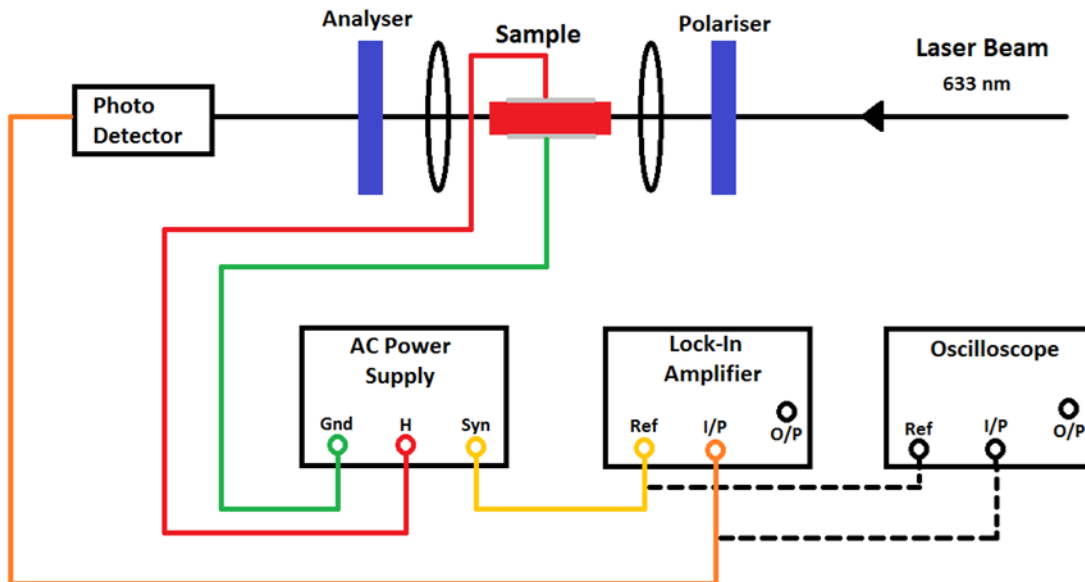 Analyser
Sample
Polariser
Laser Beam
633 nm
Photo
Detector
AC Power
Supply
Gnd
H
Syn
Lock-In
Amplifier
Ref
I/P
O/P
Oscilloscope
Ref
I/P
O/P